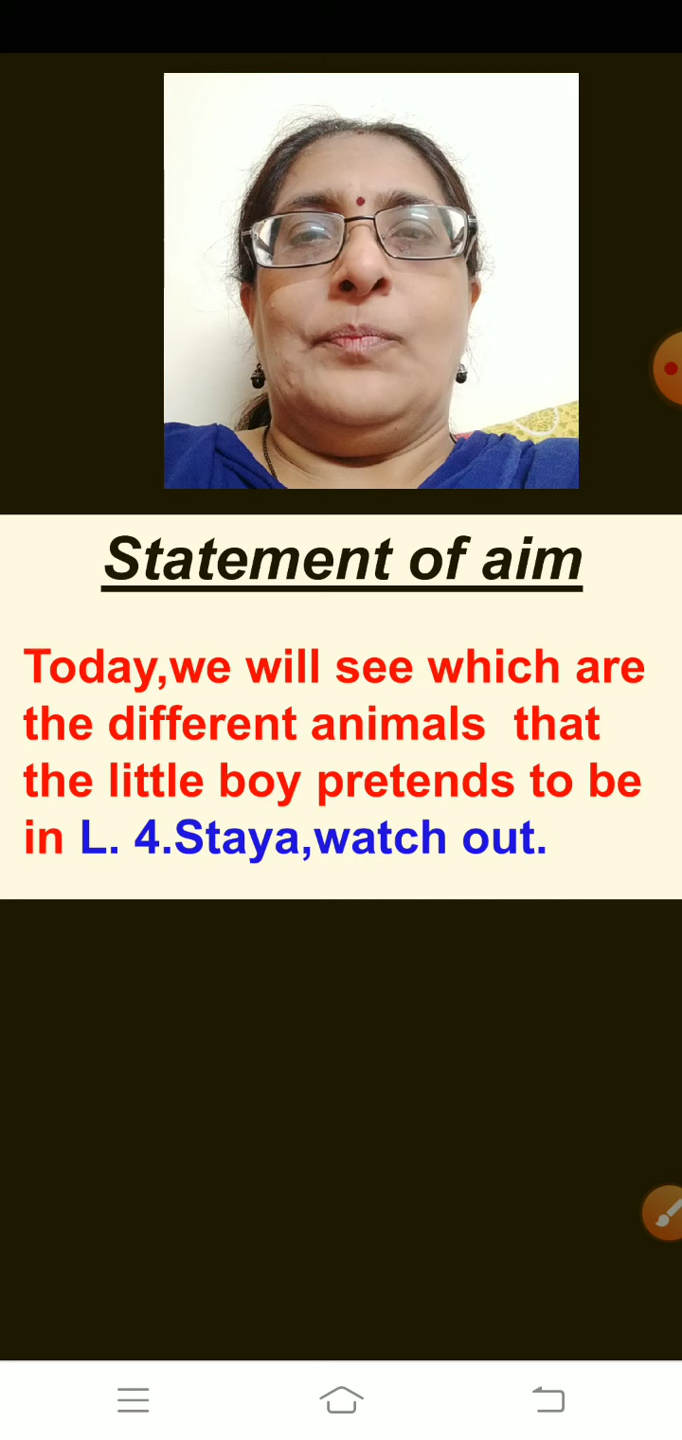 Statement of aim
Today,we will see which are
the different animals  that
the little boy pretends to be
in L. 4.Staya,watch out.